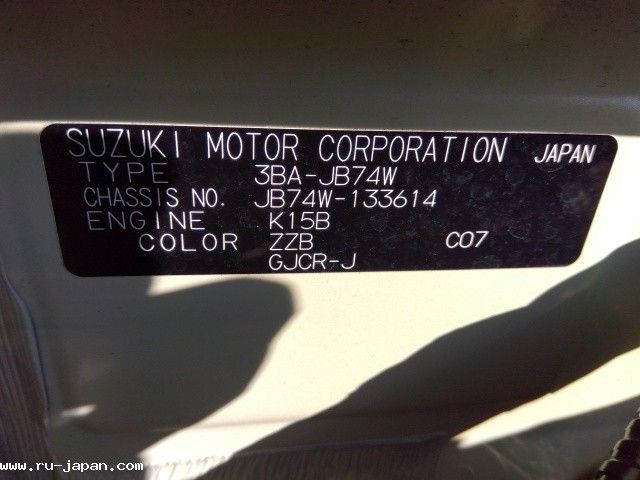 SUZUKI MOTOR CORPORATION JAPAN
TYPE 3BA-JB74W
CHASSIS NO. JB74W-133614
ENGINE K15B
COLOR ZZB C07
GJCR-J
www.ru-japan.com